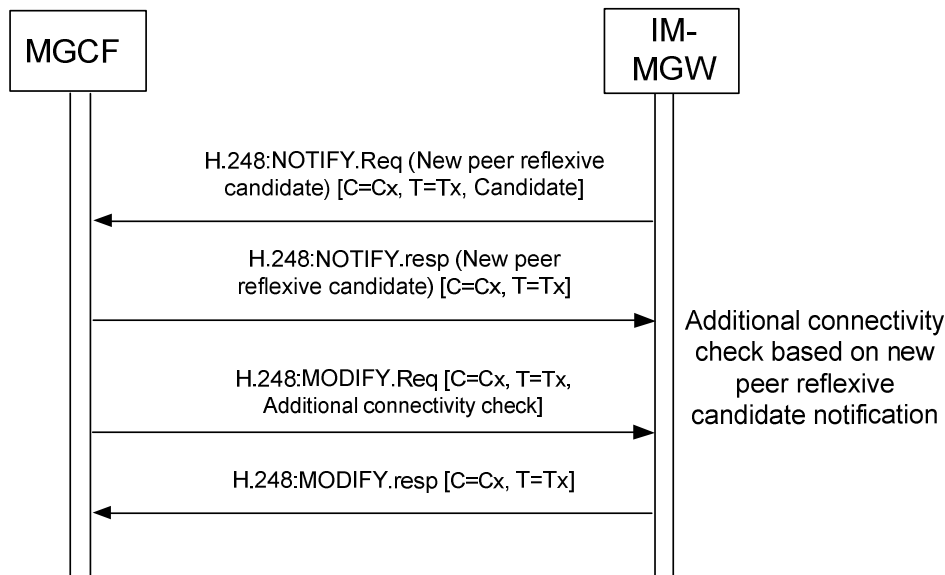 MGCF
IM-
MGW
H.248:NOTIFY.Req (New peer reflexive
candidate) [C=Cx, T=Tx, Candidate]
H.248:NOTIFY.resp (New peer
reflexive candidate) [C=Cx, T=Tx]
Additional connectivity
check based on new
peer reflexive
candidate notification
H.248:MODIFY.Req [C=Cx, T=Tx,
Additional connectivity check]
H.248:MODIFY.resp [C=Cx, T=Tx]